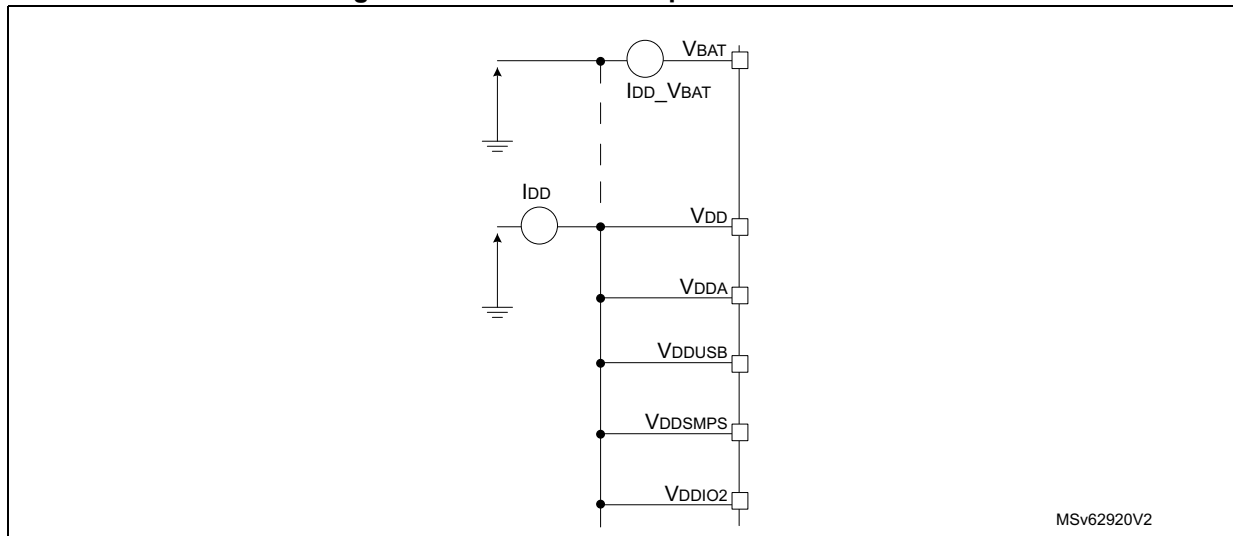 VBAT
IDD_VBAT
IDD
VDD
VDDA
VDDUSB
VDDSMPS
VDDIO2
MSv62920V2